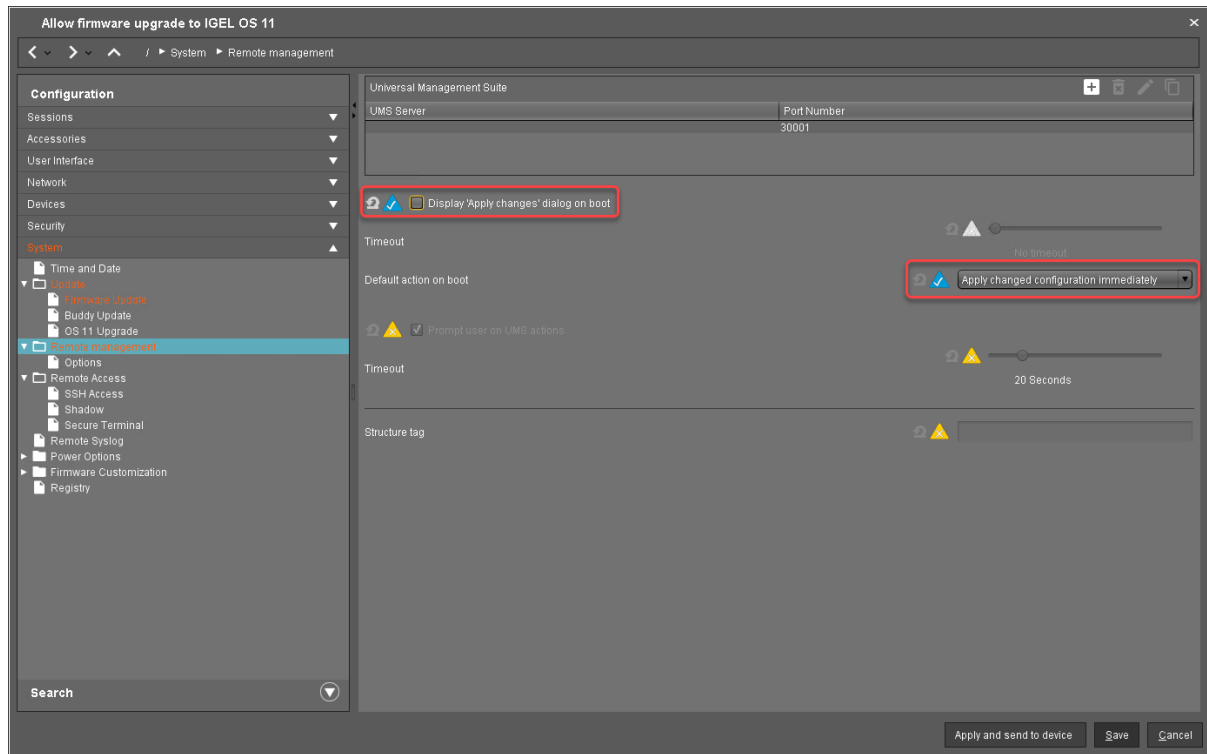 Allow firmware upgrade to IGEL OS 11
/ System Remote management
Configuration
Sessions
Accessories
User Interface
Network
Devices
Security
System
Time and Date
Update
Firmware Update
Buddy Update
OS 11 Upgrade
Remote management
Options
Remote Access
SSH Access
Shadow
Secure Terminal
Remote Syslog
Power Options
Firmware Customization
Registry
Search
Universal Management Suite
UMS Server Port Number
30001
Display 'Apply changes' dialog on boot
Timeout
No timeout
Default action on boot Apply changed configuration immediately
Prompt user on UMS actions
Timeout
20 Seconds
Structure tag
Apply and send to device Save Cancel